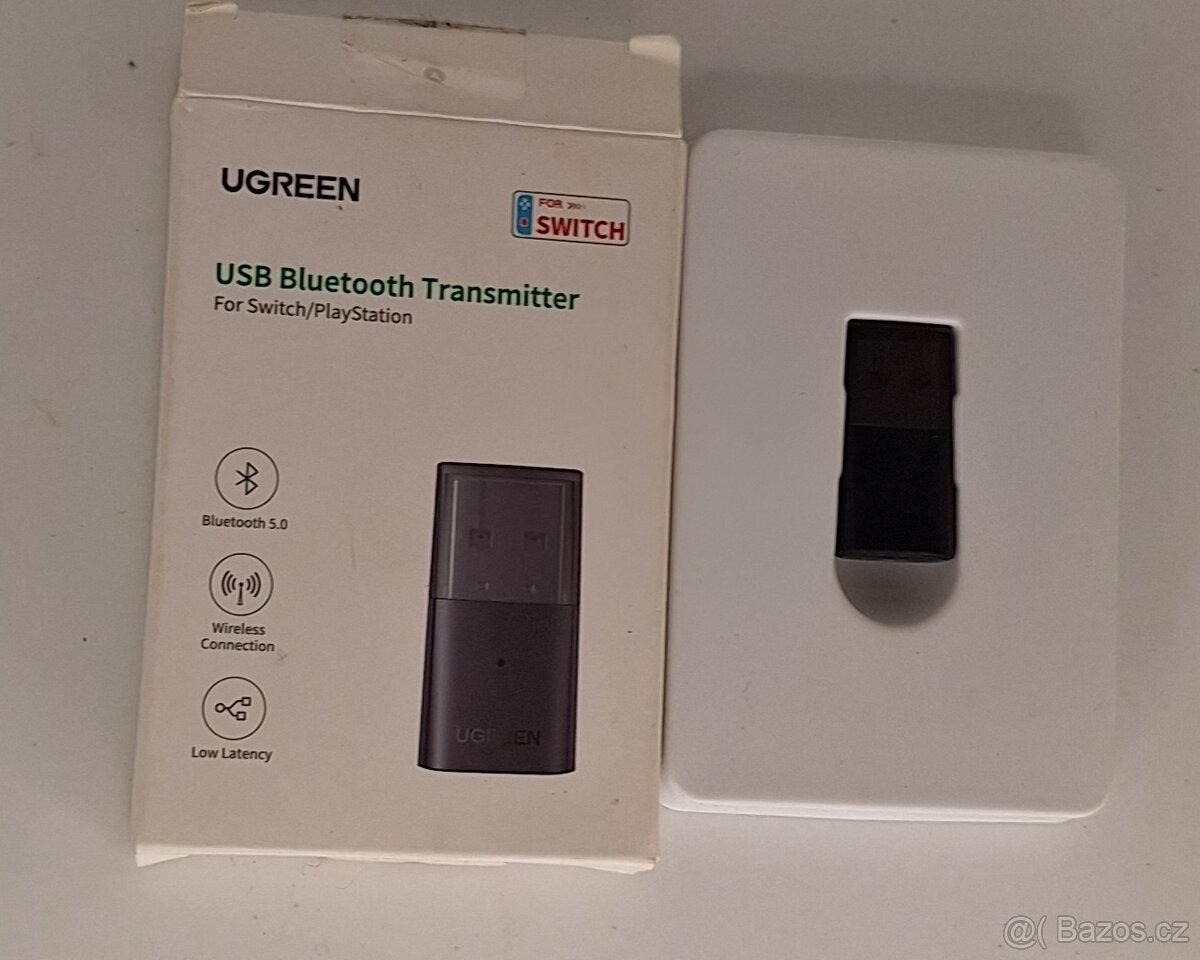 UGREEN
FOR
SWITCH
USB Bluetooth Transmitter
For Switch/PlayStation
Bluetooth 5.0
Wireless
Connection
Low Latency
UGREEN
@( Bazos.cz